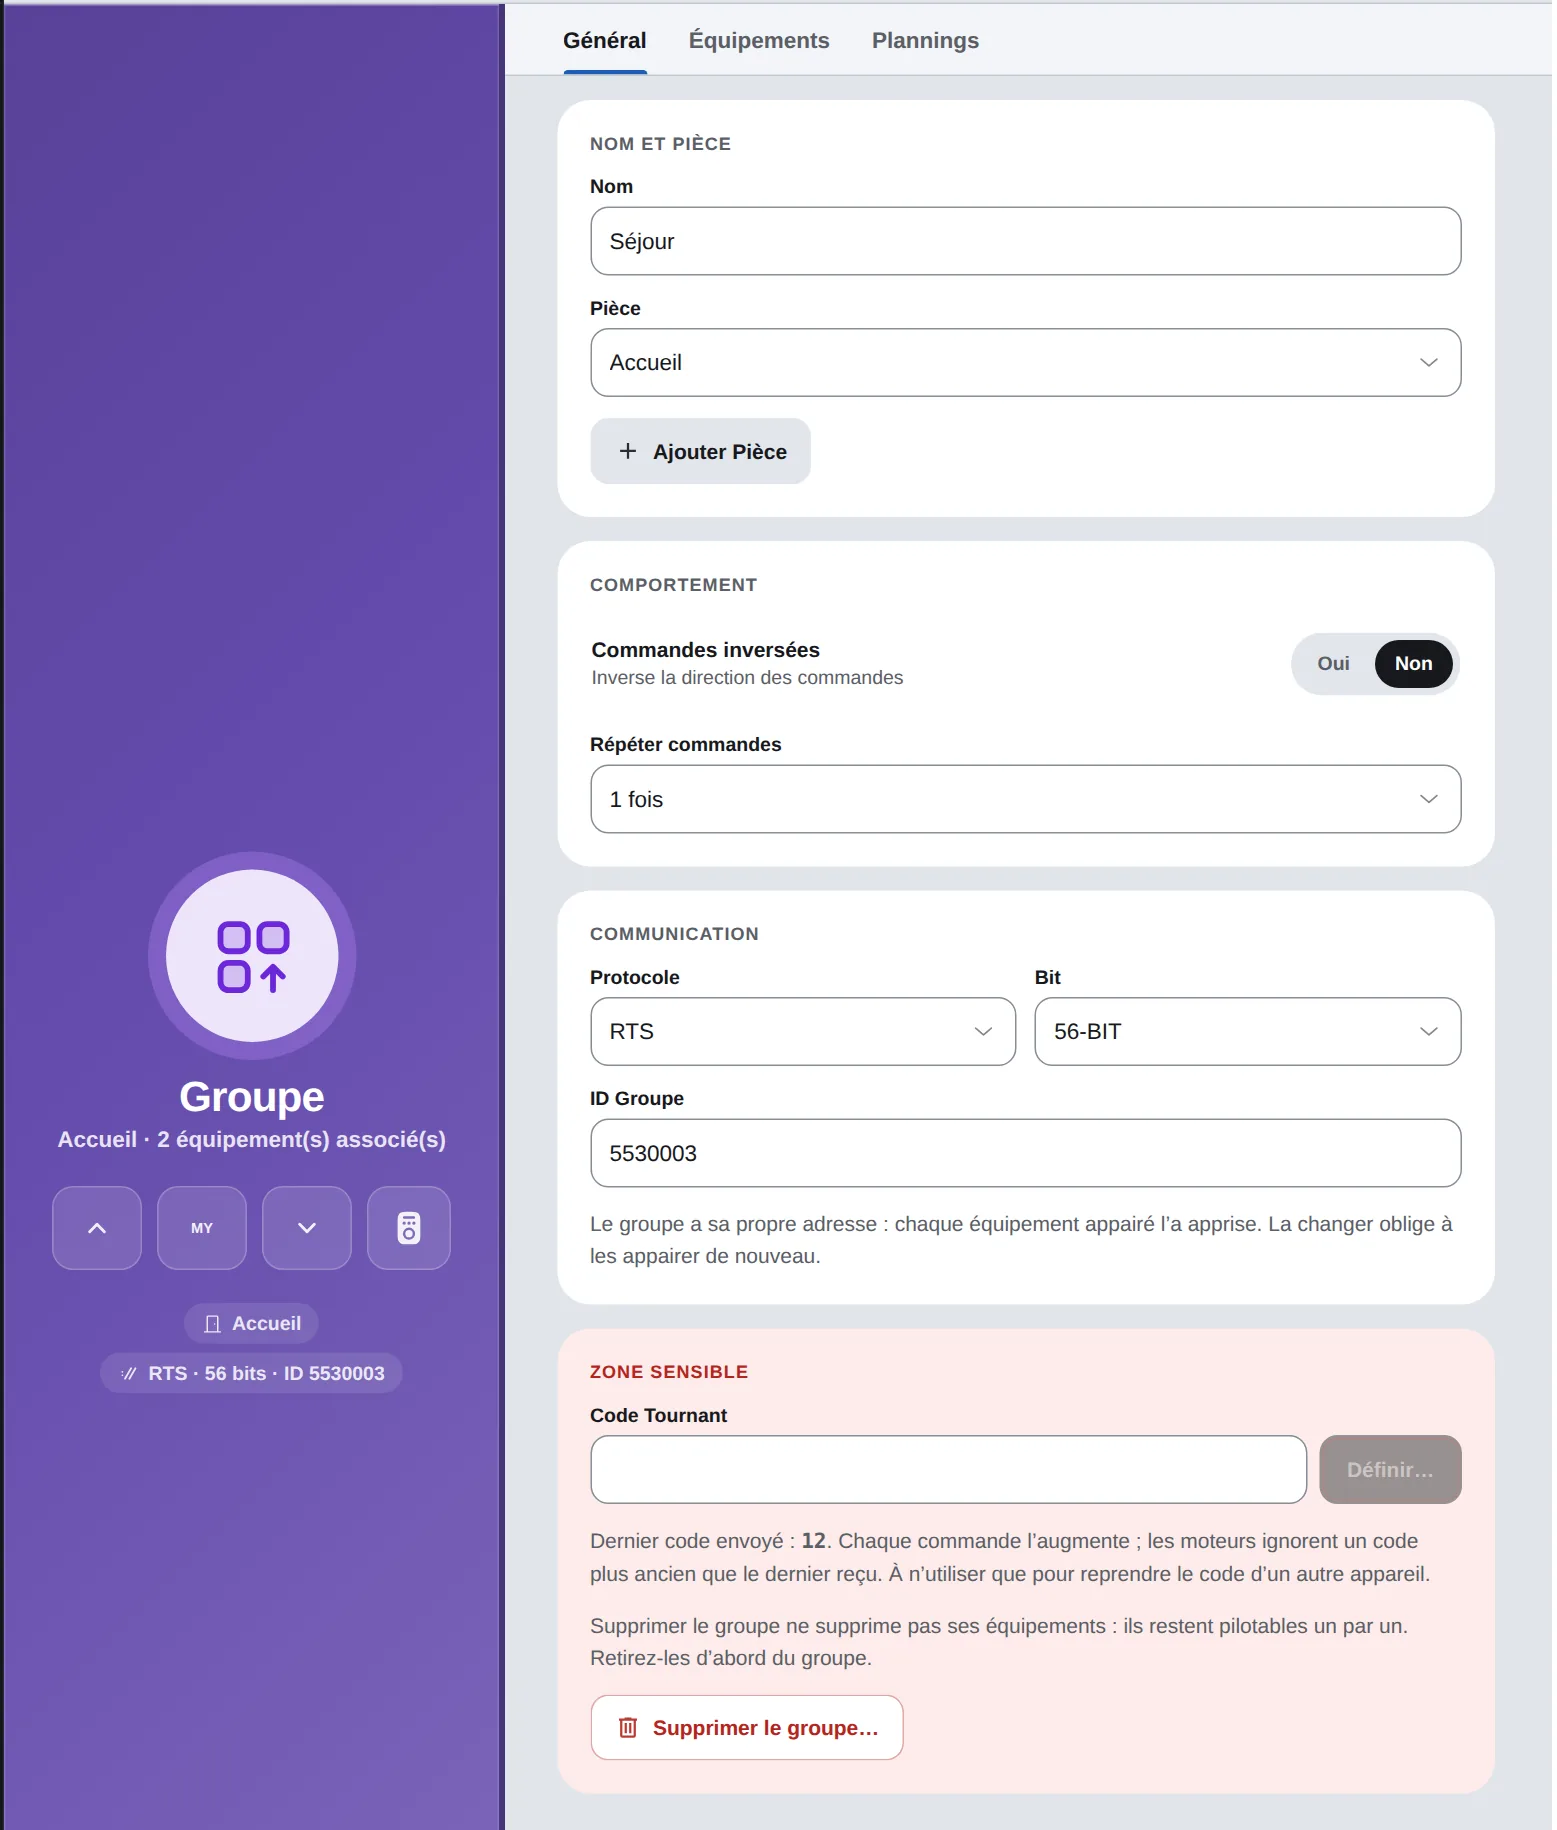 Général
Équipements
Plannings
NOM ET PIÈCE
Nom
Séjour
Pièce
Accueil
Ajouter Pièce
COMPORTEMENT
Commandes inversées
Inverse la direction des commandes
Oui
Non
Répéter commandes
1 fois
COMMUNICATION
Protocole
Bit
RTS
56-BIT
ID Groupe
5530003
Le groupe a sa propre adresse : chaque équipement appairé l’a apprise. La changer oblige à
les appairer de nouveau.
ZONE SENSIBLE
Code Tournant
Définir…
Dernier code envoyé : 12. Chaque commande l’augmente ; les moteurs ignorent un code
plus ancien que le dernier reçu. À n’utiliser que pour reprendre le code d’un autre appareil.
Supprimer le groupe ne supprime pas ses équipements : ils restent pilotables un par un.
Retirez-les d’abord du groupe.
Supprimer le groupe…
Groupe
Accueil · 2 équipement(s) associé(s)
MY
Accueil
RTS · 56 bits · ID 5530003